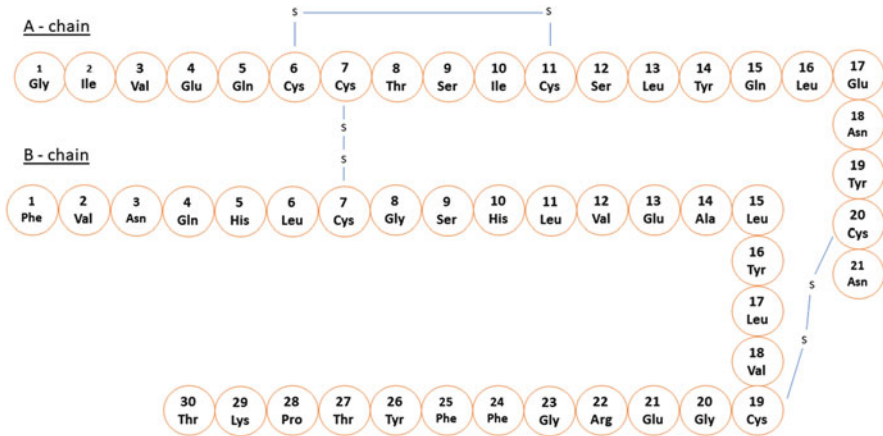 S S
A - chain
1 2 3 4 5 6 7 8 9 10 11 12 13 14 15 16 17
Gly Ile Val Glu Gln Cys Cys Thr Ser Ile Cys Ser Leu Tyr Gln Leu Glu
18
Asn
S
S
B - chain
19
Tyr
1 2 3 4 5 6 7 8 9 10 11 12 13 14 15
Phe Val Asn Gln His Leu Cys Gly Ser His Leu Val Glu Ala Leu
20
Cys
16
Tyr
21
Asn
S
17
Leu
S
18
Val
30 29 28 27 26 25 24 23 22 21 20 19
Thr Lys Pro Thr Tyr Phe Phe Gly Arg Glu Gly Cys